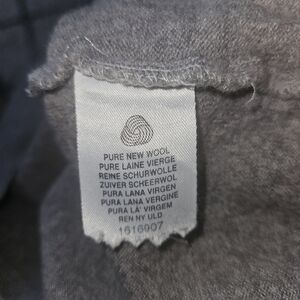 PURE NEW WOOL
PURE LAINE VIERGE
REINE SCHURWOLLE
ZUIVER SCHEERWOL
PURA LANA VIRGEN
PURA LANA VERGINE
PURA LÃ VIRGEM
REN NY ULD
1616007